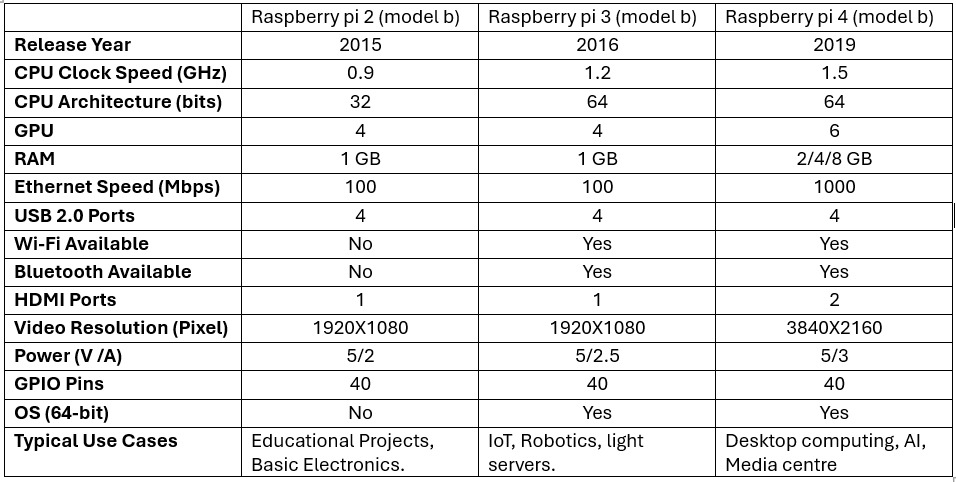 Raspberry pi 2 (model b) Raspberry pi 3 (model b) Raspberry pi 4 (model b)
Release Year 2015 2016 2019
CPU Clock Speed (GHz) 0.9 1.2 1.5
CPU Architecture (bits) 32 64 64
GPU 4 4 6
RAM 1 GB 1 GB 2/4/8 GB
Ethernet Speed (Mbps) 100 100 1000
USB 2.0 Ports 4 4 4
Wi-Fi Available No Yes Yes
Bluetooth Available No Yes Yes
HDMI Ports 1 1 2
Video Resolution (Pixel) 1920X1080 1920X1080 3840X2160
Power (V /A) 5/2 5/2.5 5/3
GPIO Pins 40 40 40
OS (64-bit) No Yes Yes
Typical Use Cases Educational Projects, IoT, Robotics, light Desktop computing, AI,
Basic Electronics. servers. Media centre